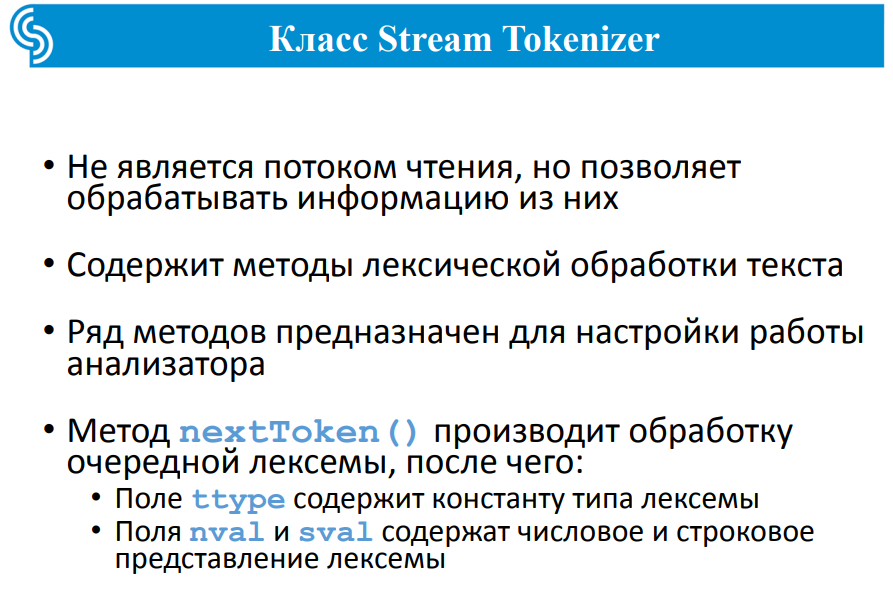 Класс Stream Tokenizer
• Не является потоком чтения, но позволяет
обрабатывать информацию из них
• Содержит методы лексической обработки текста
• Ряд методов предназначен для настройки работы
анализатора
• Метод nextToken() производит обработку
очередной лексемы, после чего:
• Поле ttype содержит константу типа лексемы
• Поля nval и sval содержат числовое и строковое
представление лексемы